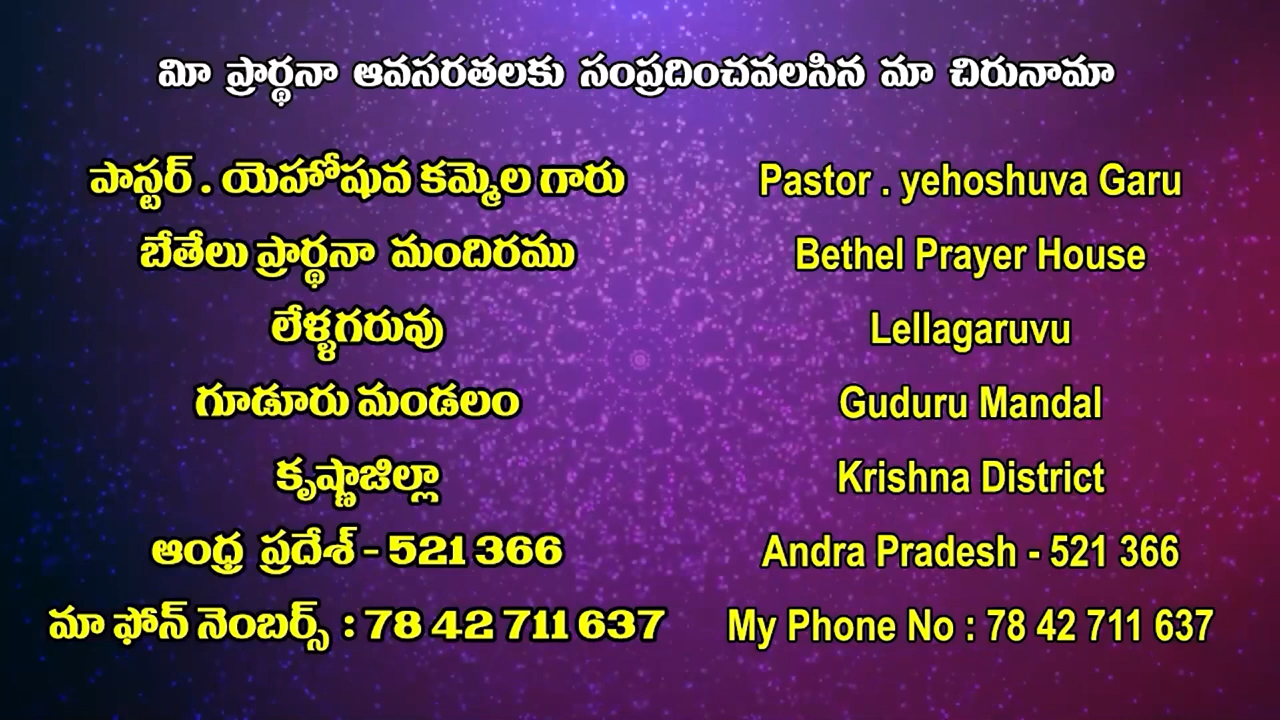 మీ ప్రార్థనా ఆవసరతలకు సంప్రదించవలసిన మా చిరునామా
పాస్టర్ . యెహోషువ కమ్మెల గారు
బేతేలు ప్రార్థనా మందిరము
లేళ్ళగరువు
గూడూరు మండలం
కృష్ణాజిల్లా
ఆంధ్ర ప్రదేశ్ - 521 366
మా ఫోన్ నెంబర్స్ : 78 42 711 637
Pastor . yehoshuva Garu
Bethel Prayer House
Lellagaruvu
Guduru Mandal
Krishna District
Andra Pradesh - 521 366
My Phone No : 78 42 711 637